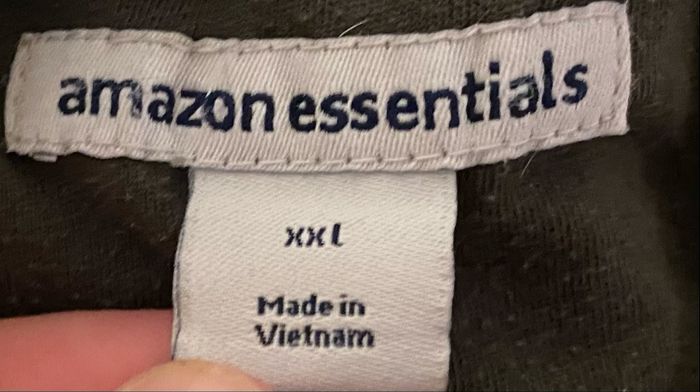 amazon essentials
XXL
Made in
Vietnam